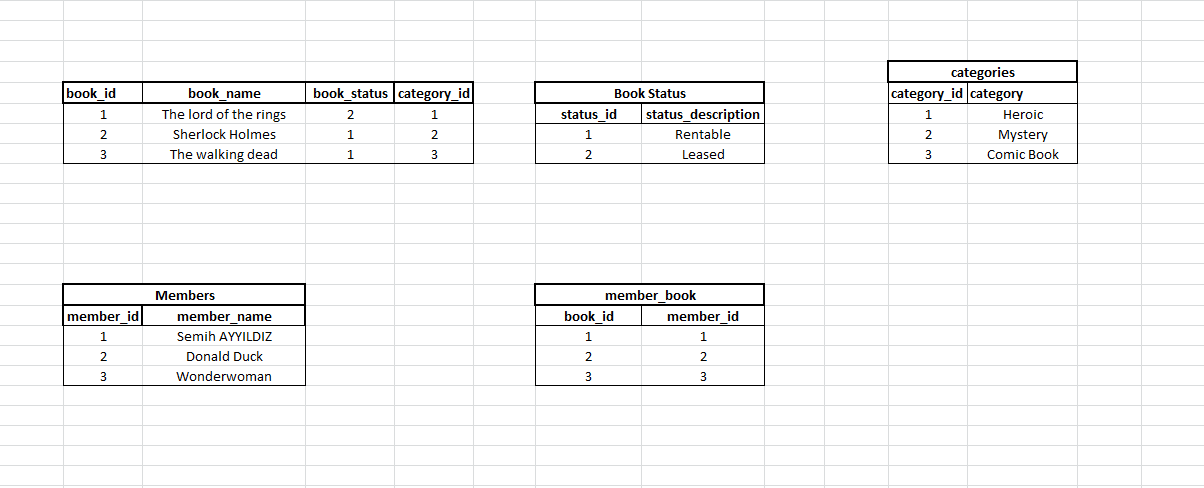 categories
book_id book_name book_status category_id
Book Status
category_id category
1 The lord of the rings 2 1
status_id status_description
1 Heroic
2 Sherlock Holmes 1 2
1 Rentable
2 Mystery
3 The walking dead 1 3
2 Leased
3 Comic Book
Members
member_book
member_id member_name
book_id member_id
1 Semih AYYILDIZ
1 1
2 Donald Duck
2 2
3 Wonderwoman
3 3